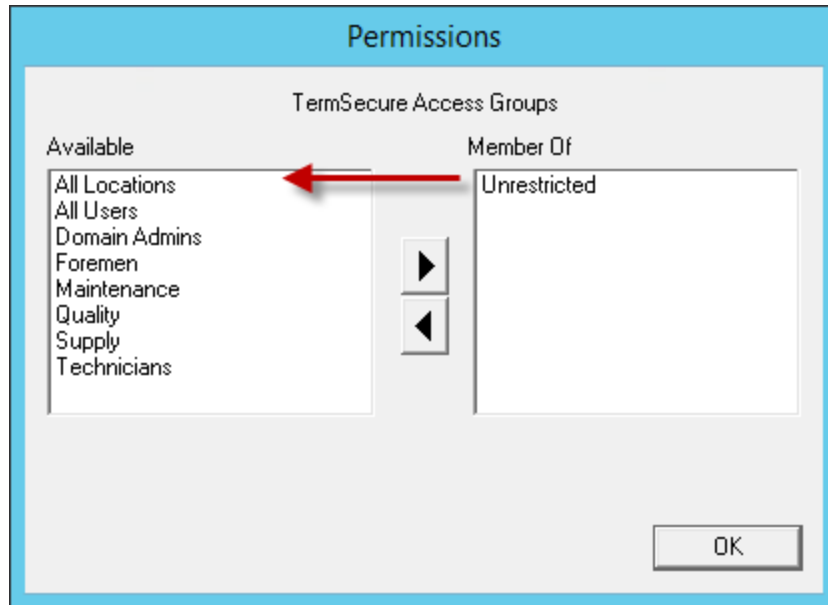 Permissions
TermSecure Access Groups
Available
Member Of
All Locations
All Users
Domain Admins
Foremen
Maintenance
Quality
Supply
Technicians
Unrestricted
OK